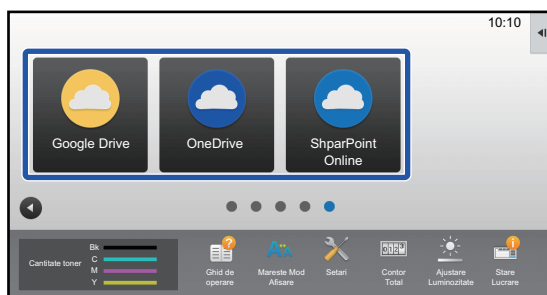 10:10
Google Drive
OneDrive
ShparPoint
Online
Cantitate toner
Bk
C
M
Y
Ghid de
operare
Mareste Mod
Afisare
Setari
Contor
Total
Ajustare
Luminozitate
Stare
Lucrare